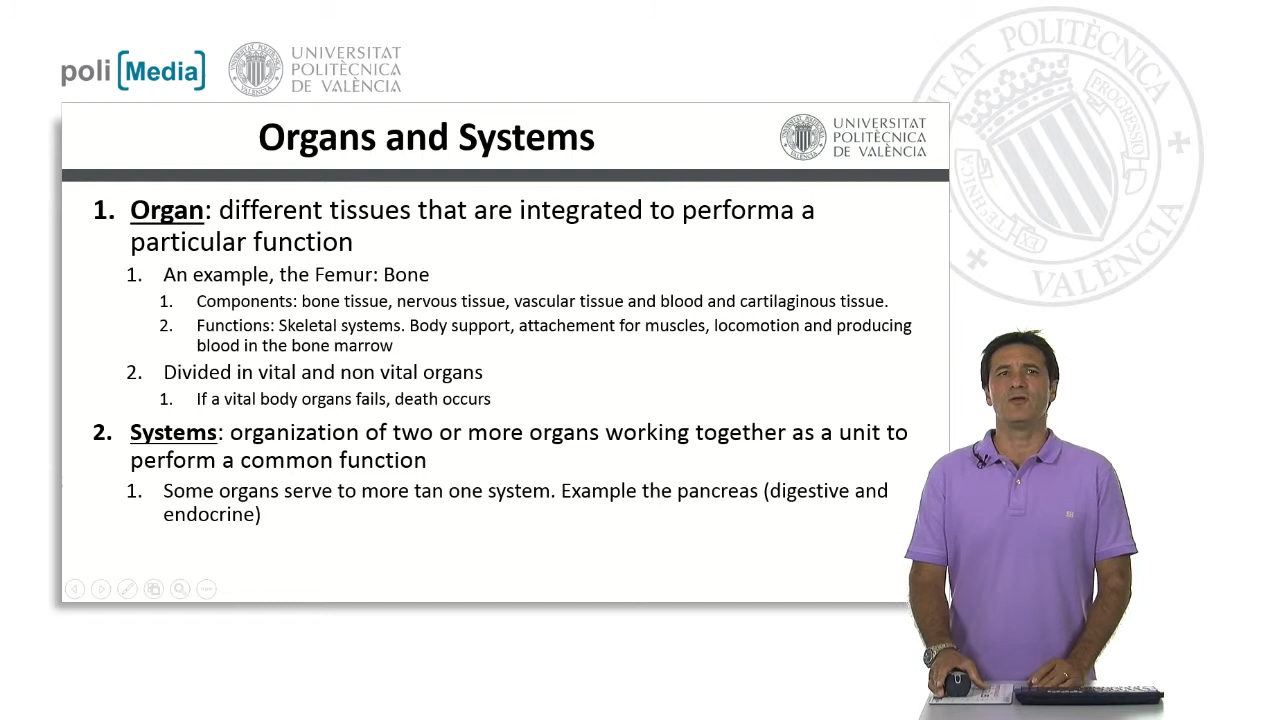 poli [Media]
UNIVERSITAT
POLITÈCNICA
DE VALÈNCIA
Organs and Systems
UNIVERSITAT
POLITÈCNICA
DE VALÈNCIA
1. Organ: different tissues that are integrated to performa a
particular function
1. An example, the Femur: Bone
1. Components: bone tissue, nervous tissue, vascular tissue and blood and cartilaginous tissue.
2. Functions: Skeletal systems. Body support, attachement for muscles, locomotion and producing
blood in the bone marrow
2. Divided in vital and non vital organs
1. If a vital body organs fails, death occurs
2. Systems: organization of two or more organs working together as a unit to
perform a common function
1. Some organs serve to more tan one system. Example the pancreas (digestive and
endocrine)
POLITÈCNICA
VALÈNCIA
PROGRESSIO
EX TECHNICA